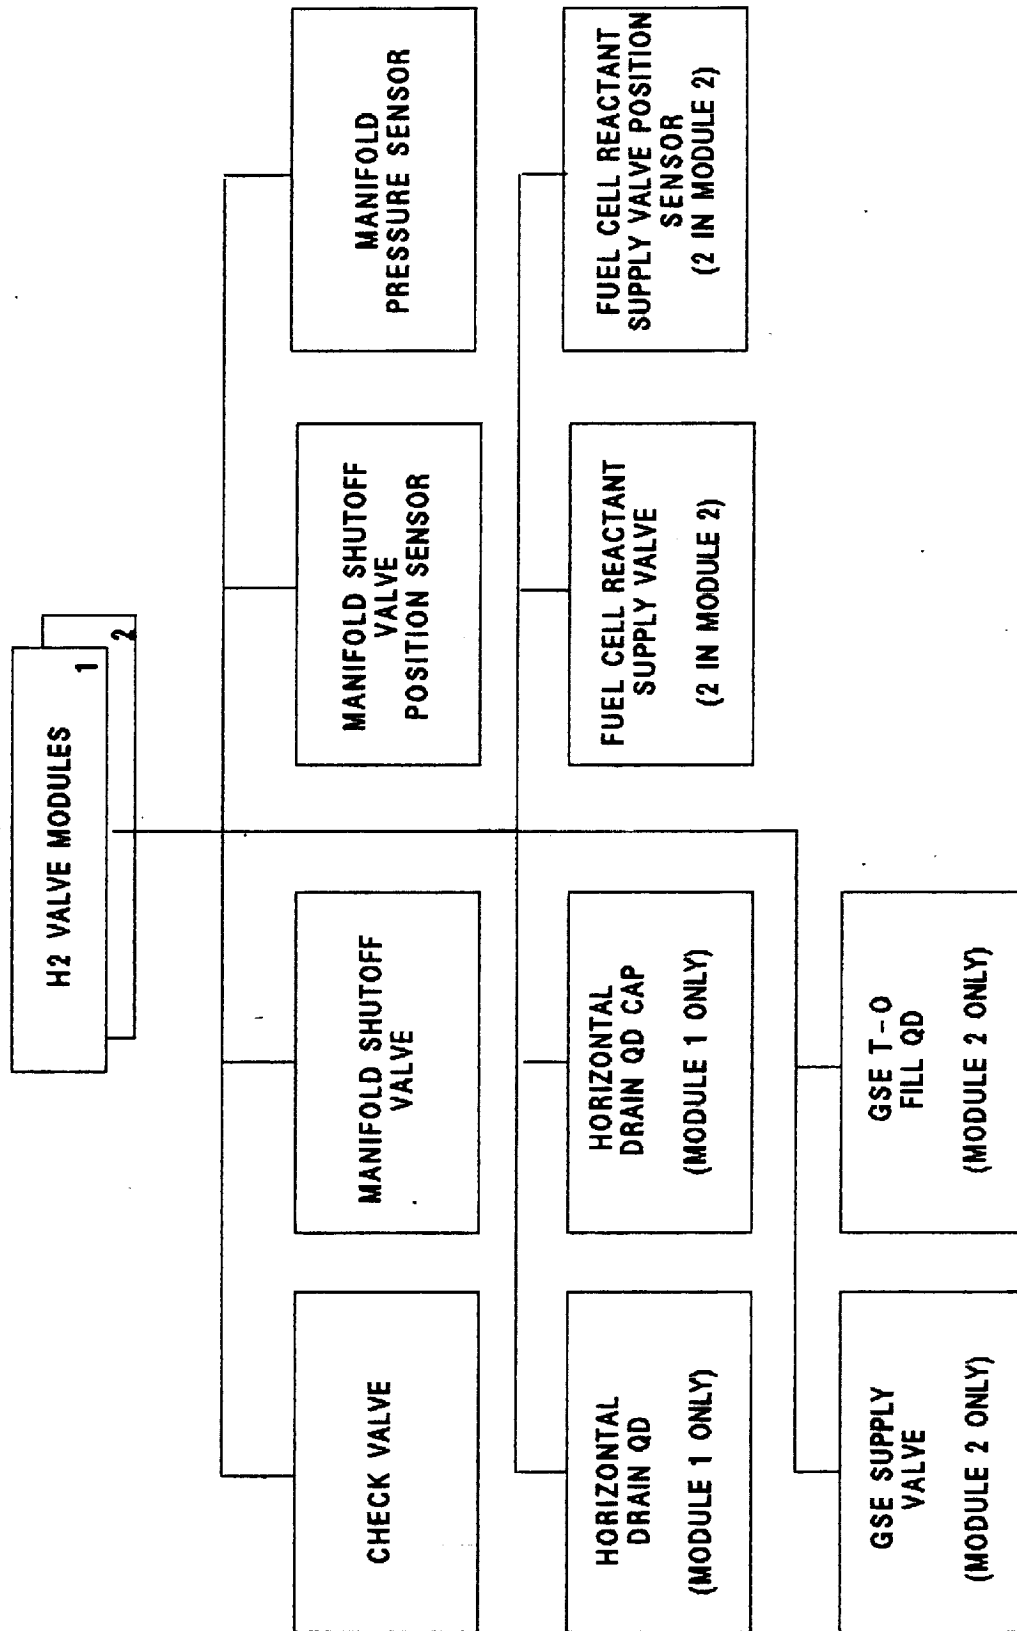 H2 VALVE MODULES
1
2
CHECK VALVE
MANIFOLD SHUTOFF
VALVE
MANIFOLD SHUTOFF
VALVE
POSITION SENSOR
MANIFOLD
PRESSURE SENSOR
HORIZONTAL
DRAIN QD
(MODULE 1 ONLY)
HORIZONTAL
DRAIN QD CAP
(MODULE 1 ONLY)
FUEL CELL REACTANT
SUPPLY VALVE
(2 IN MODULE 2)
FUEL CELL REACTANT
SUPPLY VALVE POSITION
SENSOR
(2 IN MODULE 2)
GSE SUPPLY
VALVE
(MODULE 2 ONLY)
GSE T-O
FILL QD
(MODULE 2 ONLY)